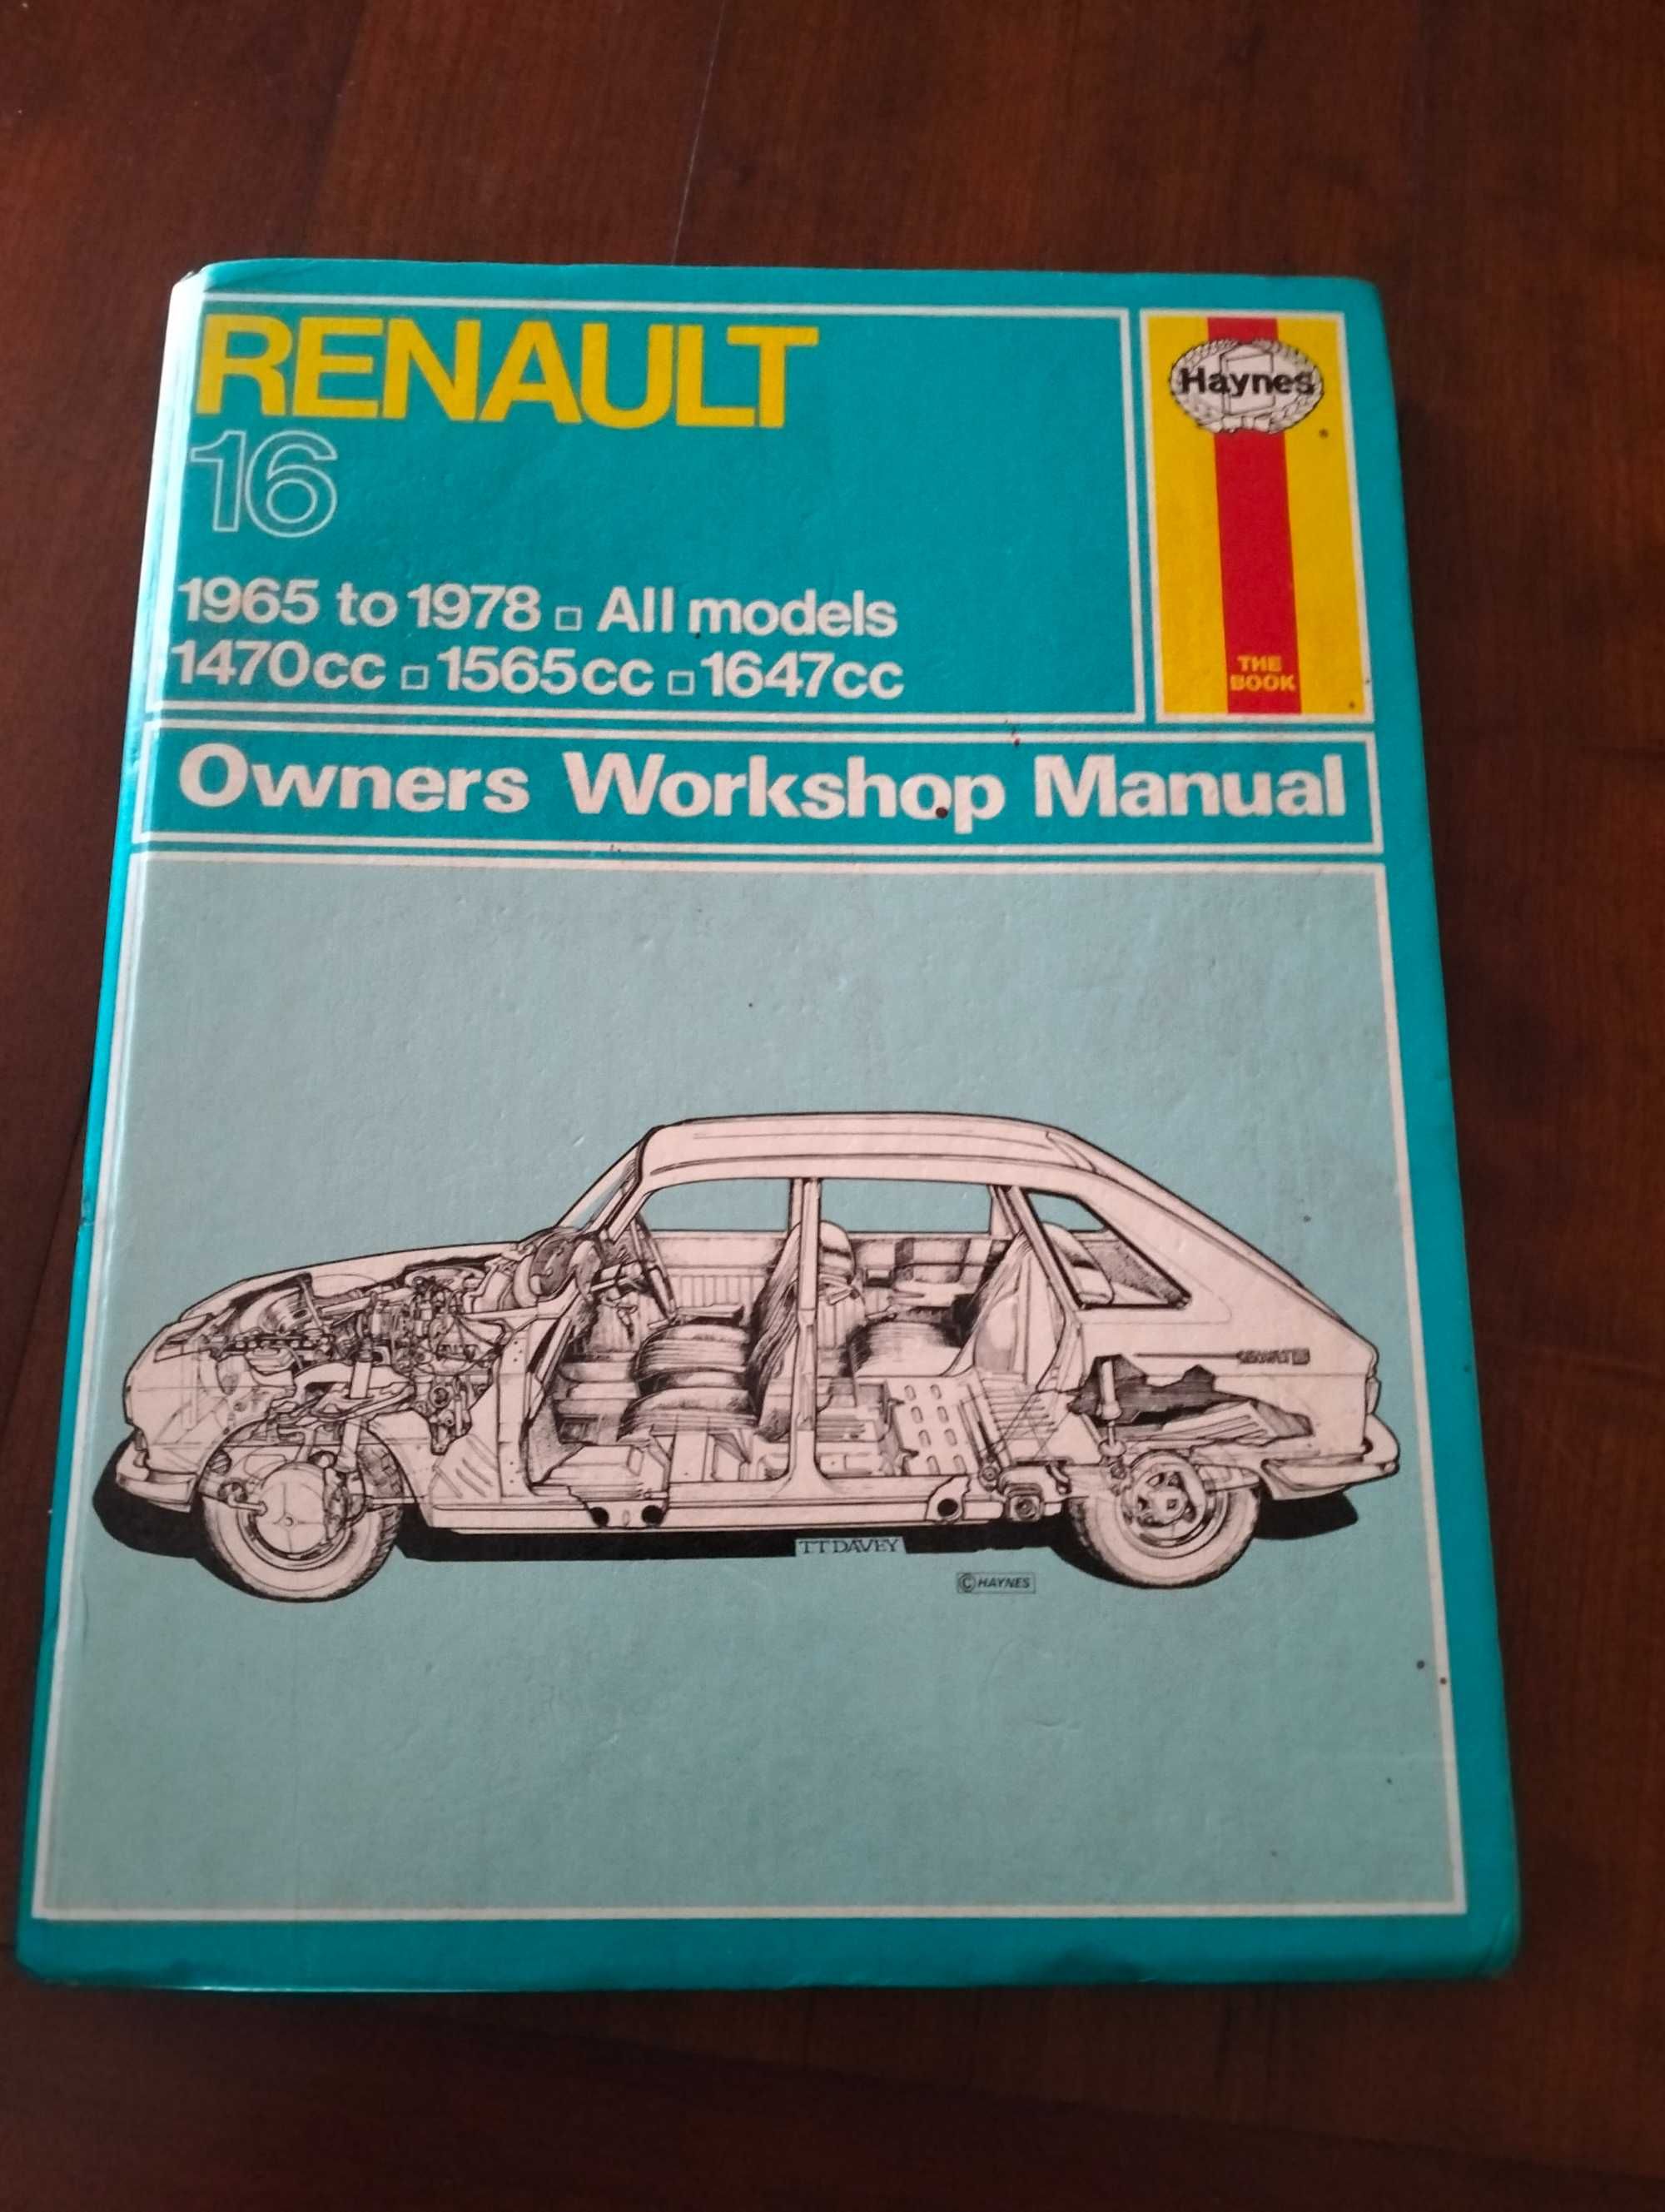 RENAULT
16
1965 to 1978 □ All models
1470cc □ 1565cc □ 1647cc
Haynes
THE
BOOK
Owners Workshop Manual
TT DAVEY
© HAYNES